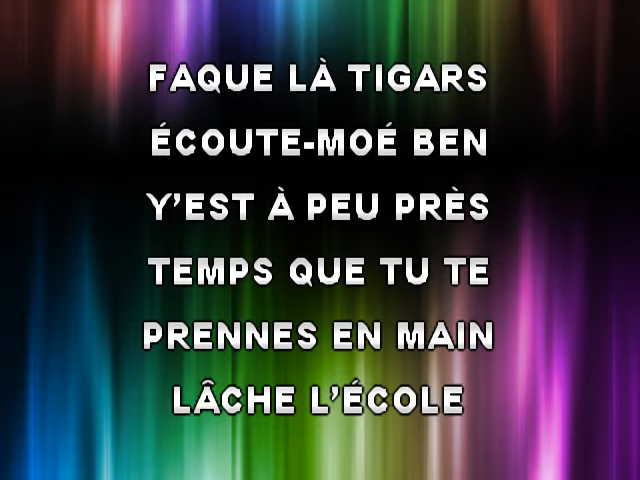 FAQUE LÀ TIGARS
ÉCOUTE-MOÉ BEN
Y'EST À PEU PRÈS
TEMPS QUE TU TE
PRENNES EN MAIN
LÂCHE L'ÉCOLE